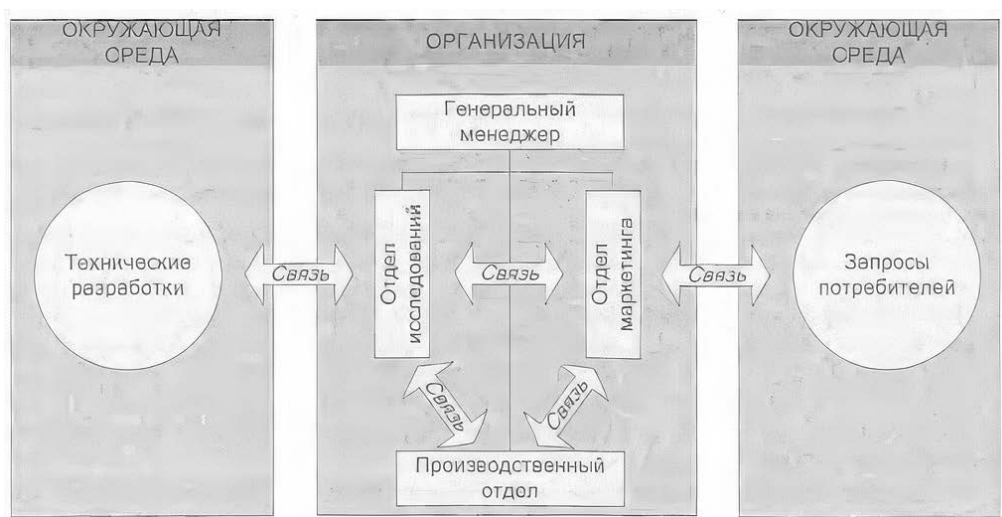 ОКРУЖАЮЩАЯ
СРЕДА
Технические
разработки
Связь
ОРГАНИЗАЦИЯ
Генеральный
менеджер
Отдел
исследований
Связь
Отдел
маркетинга
Связь
Связь
Производственный
отдел
Связь
ОКРУЖАЮЩАЯ
СРЕДА
Запросы
потребителей